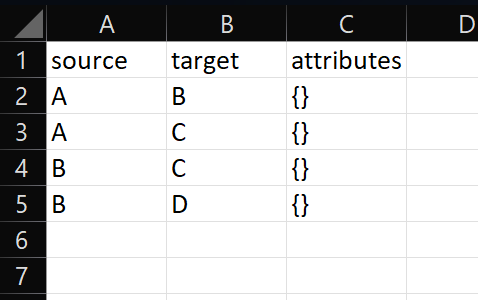 A B C D
1 source target attributes
2 A B {}
3 A C {}
4 B C {}
5 B D {}
6
7